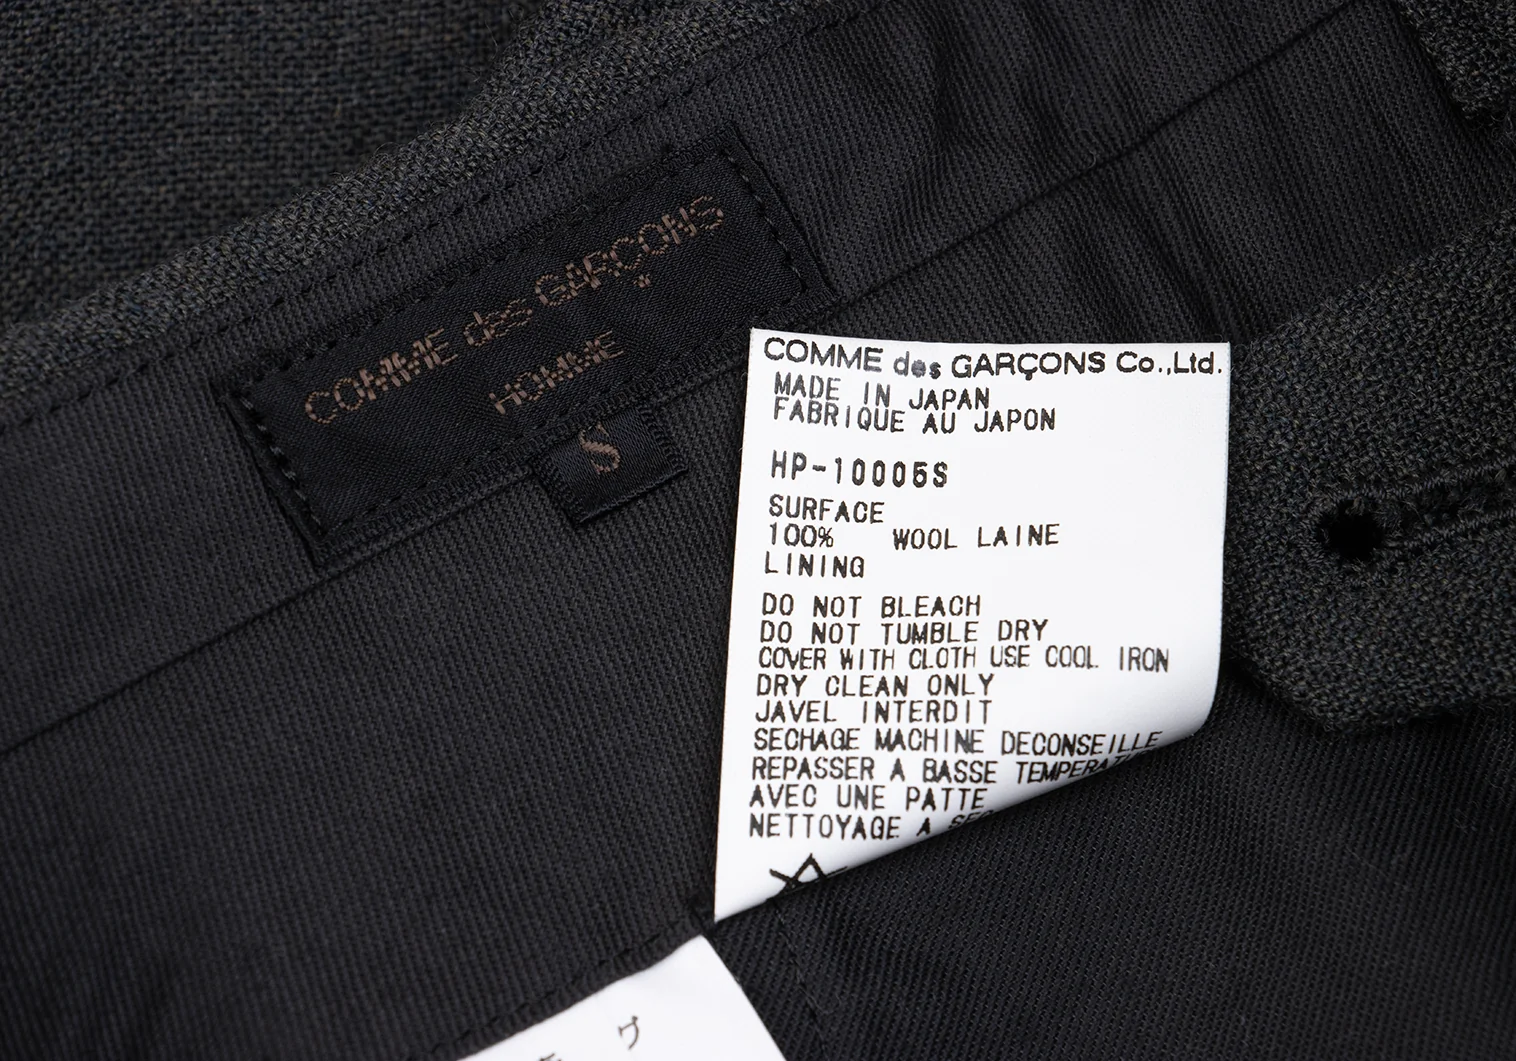 COMME des GARÇONS
HOMME
S
COMME des GARÇONS Co.,Ltd.
MADE IN JAPAN
FABRIQUE AU JAPON
HP-10005S
SURFACE
100% WOOL LAINE
LINING
DO NOT BLEACH
DO NOT TUMBLE DRY
COVER WITH CLOTH USE COOL IRON
DRY CLEAN ONLY
JAVEL INTERDIT
SECHAGE MACHINE DECONSEILLE
REPASSER A BASSE
AVEC UNE PATTE
NETTOYAGE A
グ